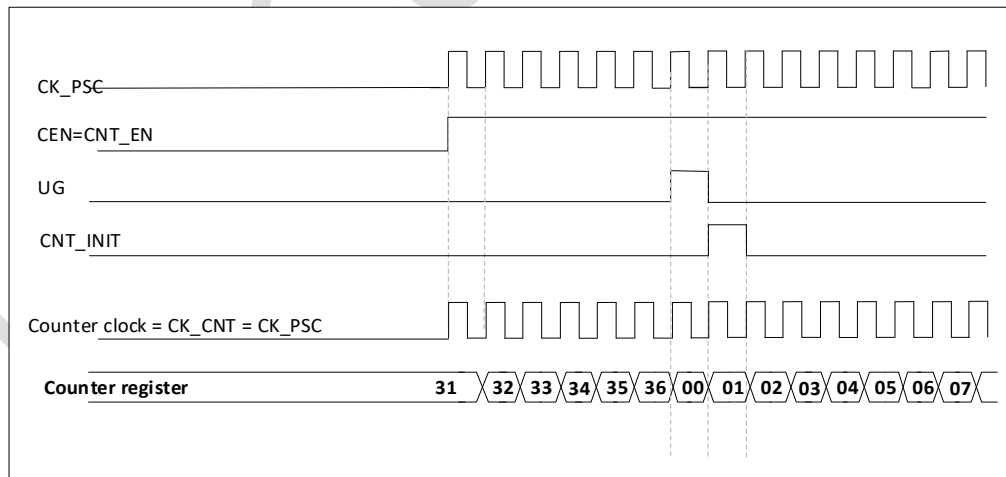 CK_PSC
CEN=CNT_EN
UG
CNT_INIT
Counter clock = CK_CNT = CK_PSC
Counter register 31 32 33 34 35 36 00 01 02 03 04 05 06 07